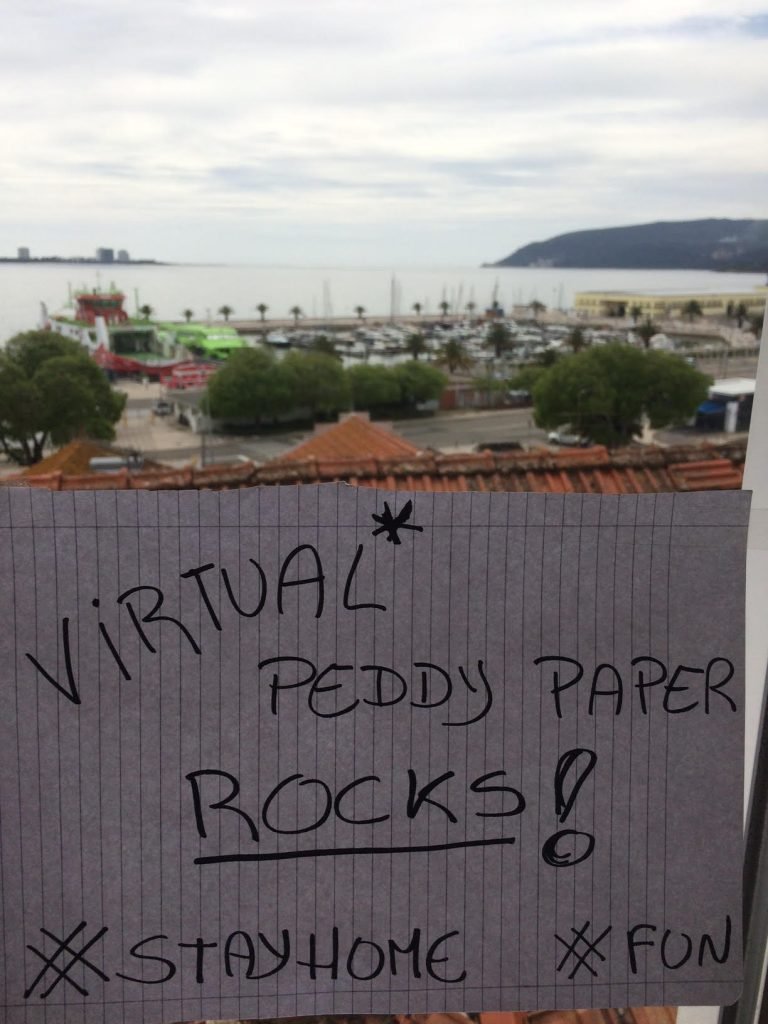 ViRTUAL*
PEDDY PAPER
ROCKS!
#STAYHOME #FUN